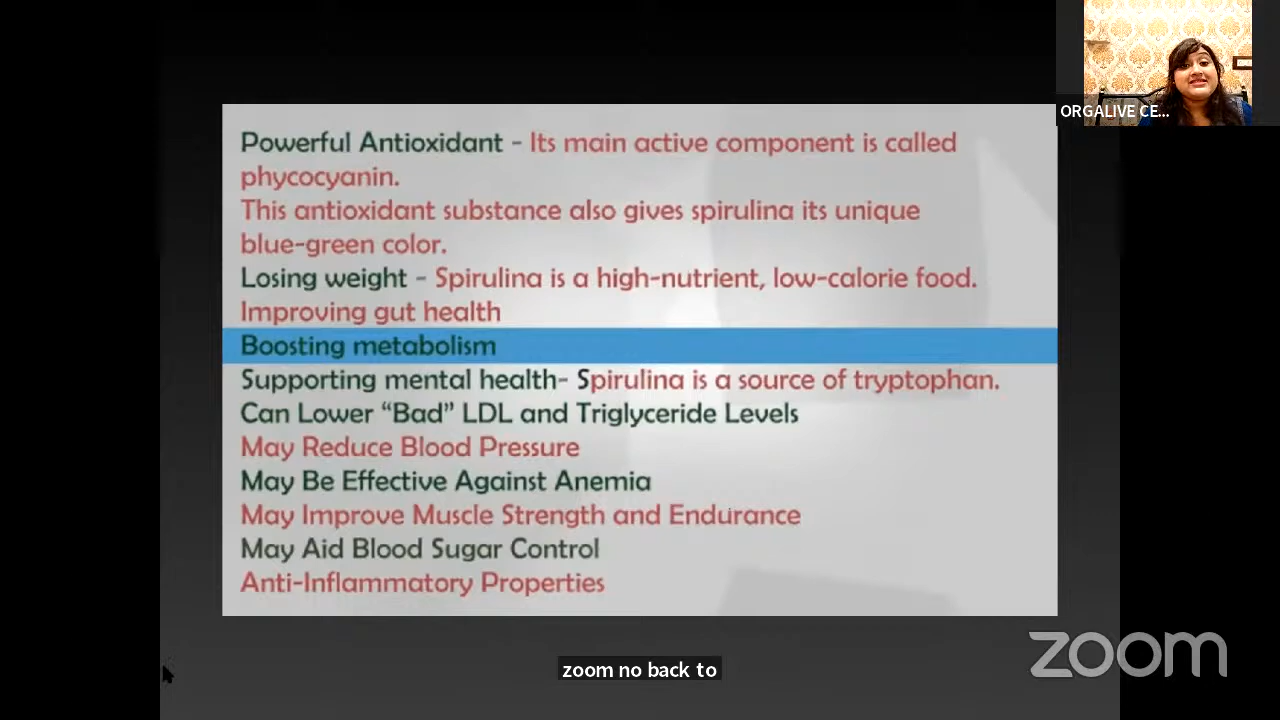 ORGALIVE CE...
Powerful Antioxidant - Its main active component is called
phycocyanin.
This antioxidant substance also gives spirulina its unique
blue-green color.
Losing weight - Spirulina is a high-nutrient, low-calorie food.
Improving gut health
Boosting metabolism
Supporting mental health- Spirulina is a source of tryptophan.
Can Lower “Bad” LDL and Triglyceride Levels
May Reduce Blood Pressure
May Be Effective Against Anemia
May Improve Muscle Strength and Endurance
May Aid Blood Sugar Control
Anti-Inflammatory Properties
zoom
zoom no back to